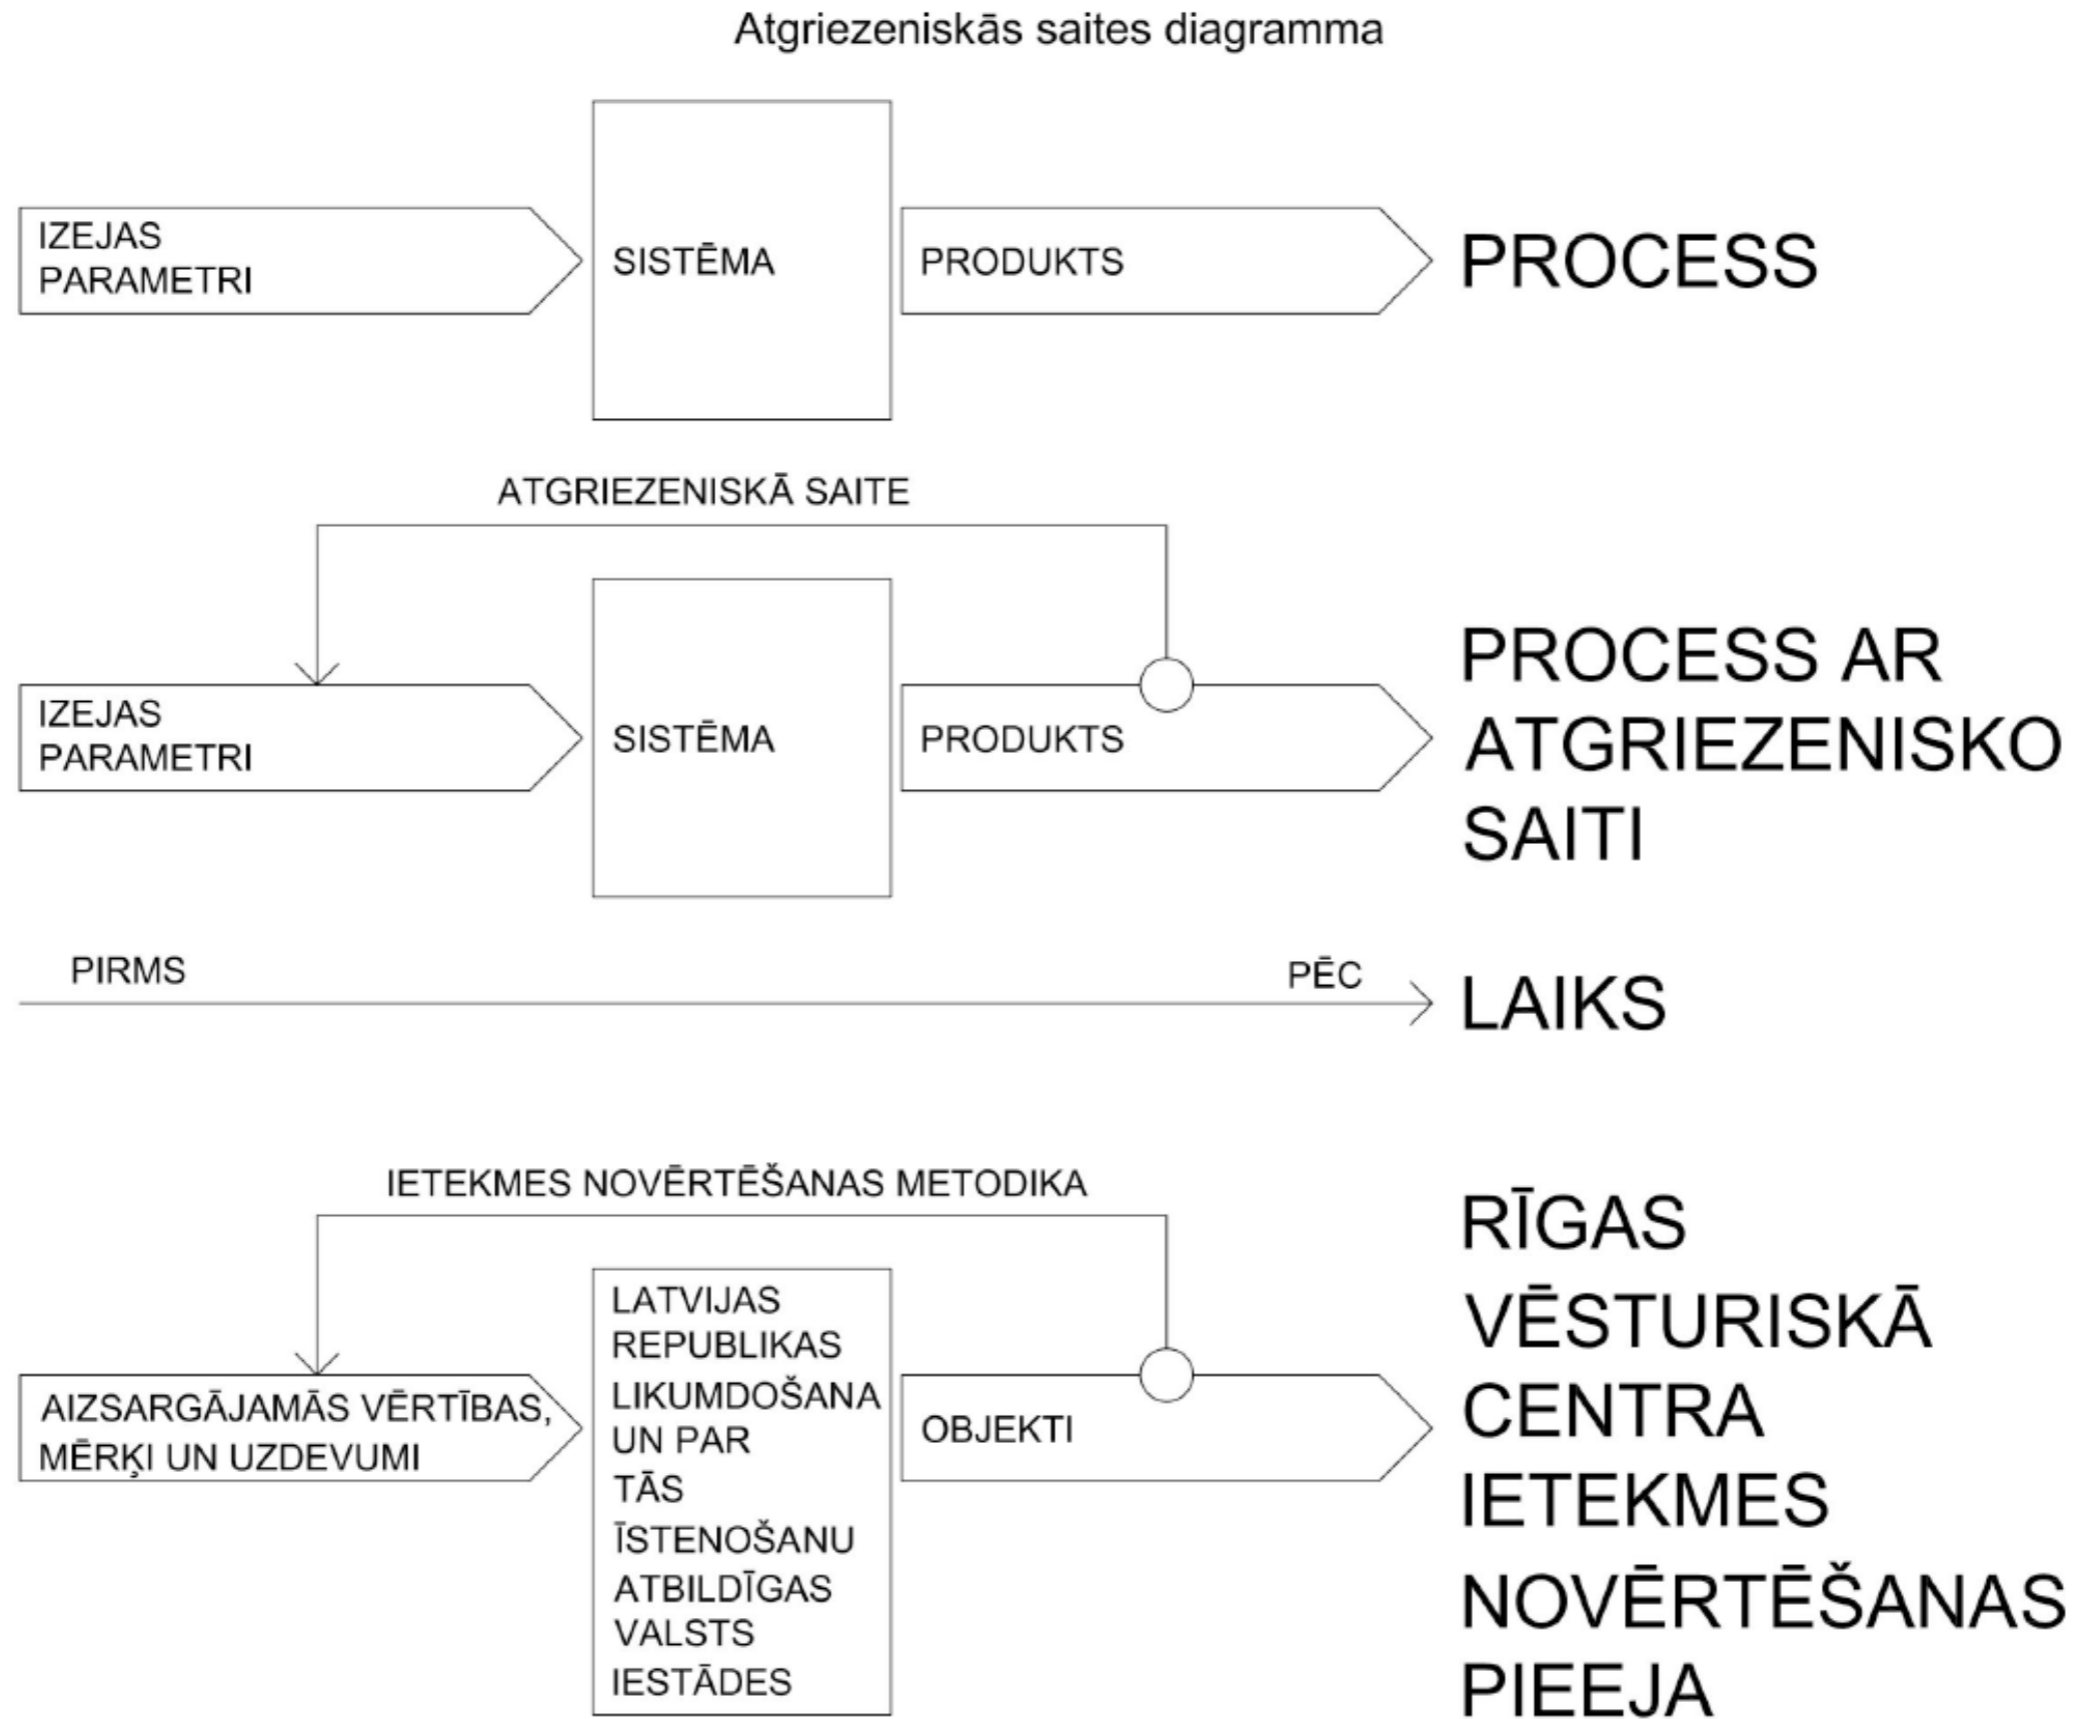 Atgriezeniskās saites diagramma
IZEJAS
PARAMETRI
SISTĒMA
PRODUKTS
PROCESS
ATGRIEZENISKĀ SAITE
IZEJAS
PARAMETRI
SISTĒMA
PRODUKTS
PROCESS AR
ATGRIEZENISKO
SAITI
PIRMS
PĒC
LAIKS
IETEKMES NOVĒRTĒŠANAS METODIKA
AIZSARGĀJAMĀS VĒRTĪBAS,
MĒRĶI UN UZDEVUMI
LATVIJAS
REPUBLIKAS
LIKUMDOŠANA
UN PAR
TĀS
ĪSTENOŠANU
ATBILDĪGAS
VALSTS
IESTĀDES
OBJEKTI
RĪGAS
VĒSTURISKĀ
CENTRA
IETEKMES
NOVĒRTĒŠANAS
PIEEJA